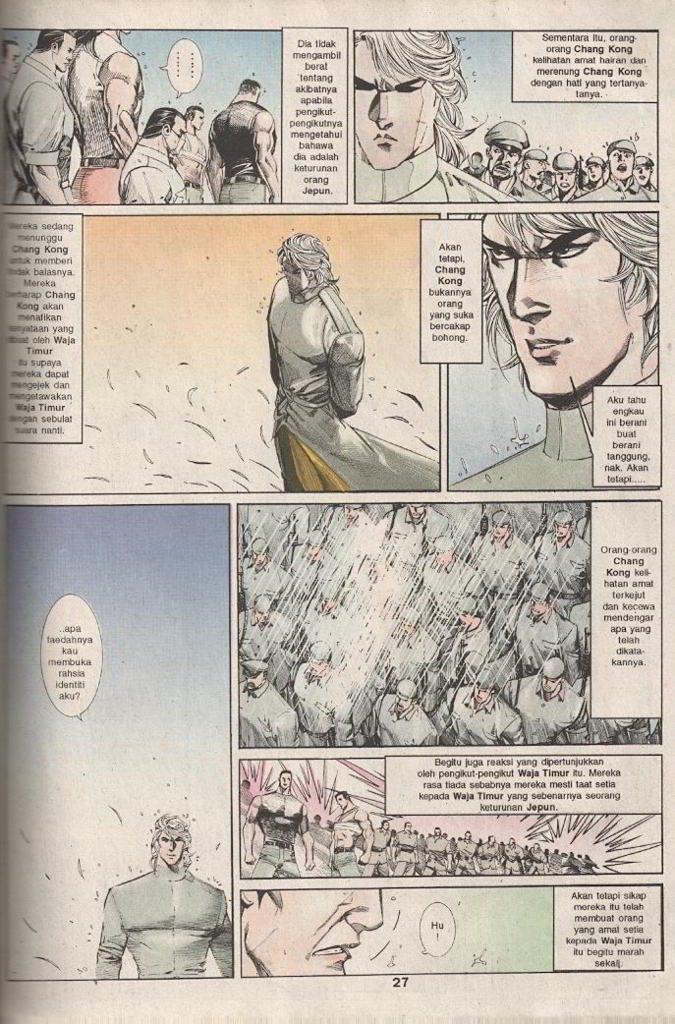 Dia tidak
mengambil
berat
tentang
akibatnya
apabila
pengikut-
pengikutnya
mengetahui
bahawa
dia adalah
keturunan
orang
Jepun.
Sementara itu, orang-
orang Chang Kong
kelihatan amat hairan dan
merenung Chang Kong
dengan hati yang tertanya-
tanya.
Mereka sedang
menunggu
Chang Kong
untuk memberi
tindak balasnya.
Mereka
berharap Chang
Kong akan
menafikan
kenyataan yang
dibuat oleh Waja
Timur
itu supaya
mereka dapat
mengejek dan
mengetawakan
Waja Timur
dengan sebulat
suara nanti.
Akan
tetapi,
Chang
Kong
bukannya
orang
yang suka
bercakap
bohong.
Aku tahu
engkau
ini berani
buat
berani
tanggung,
nak. Akan
tetapi.....
..apa
faedahnya
kau
membuka
rahsia
identiti
aku?
Orang-orang
Chang
Kong keli-
hatan amat
terkejut
dan kecewa
mendengar
apa yang
telah
dikata-
kannya.
Begitu juga reaksi yang dipertunjukkan
oleh pengikut-pengikut Waja Timur itu. Mereka
rasa tiada sebabnya mereka mesti taat setia
kepada Waja Timur yang sebenarnya seorang
keturunan Jepun.
Hu
!
Akan tetapi sikap
mereka itu telah
membuat orang
yang amat setia
kepada Waja Timur
itu begitu marah
sekali.
27